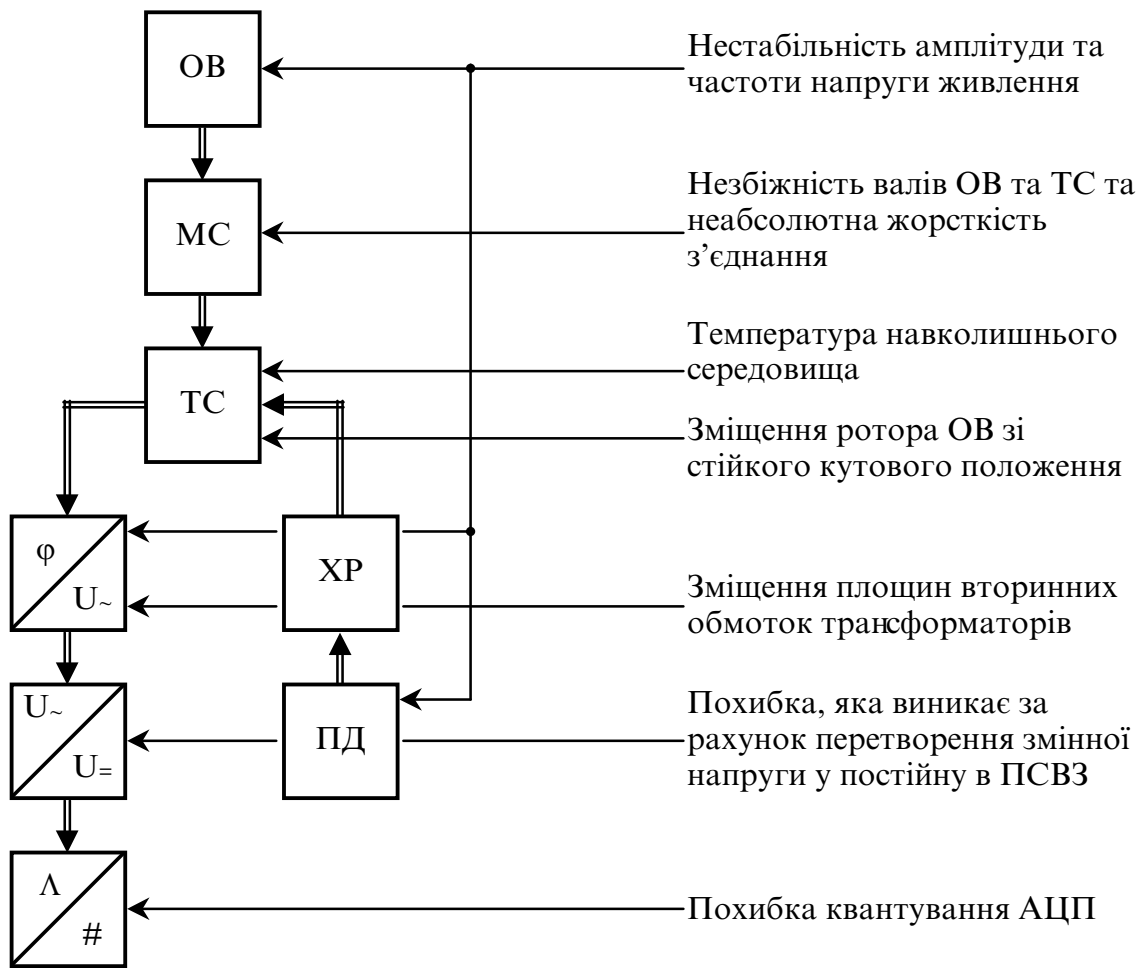 ОВ
Нестабільність амплітуди та
частоти напруги живлення
МС
Незбіжність валів ОВ та ТС та
неабсолютна жорсткість
з’єднання
ТС
Температура навколишнього
середовища
Зміщення ротора ОВ зі
стійкого кутового положення
φ
U~
ХР
Зміщення площин вторинних
обмоток трансформаторів
U~
U=
ПД
Похибка, яка виникає за
рахунок перетворення змінної
напруги у постійну в ПСВЗ
Λ
#
Похибка квантування АЦП